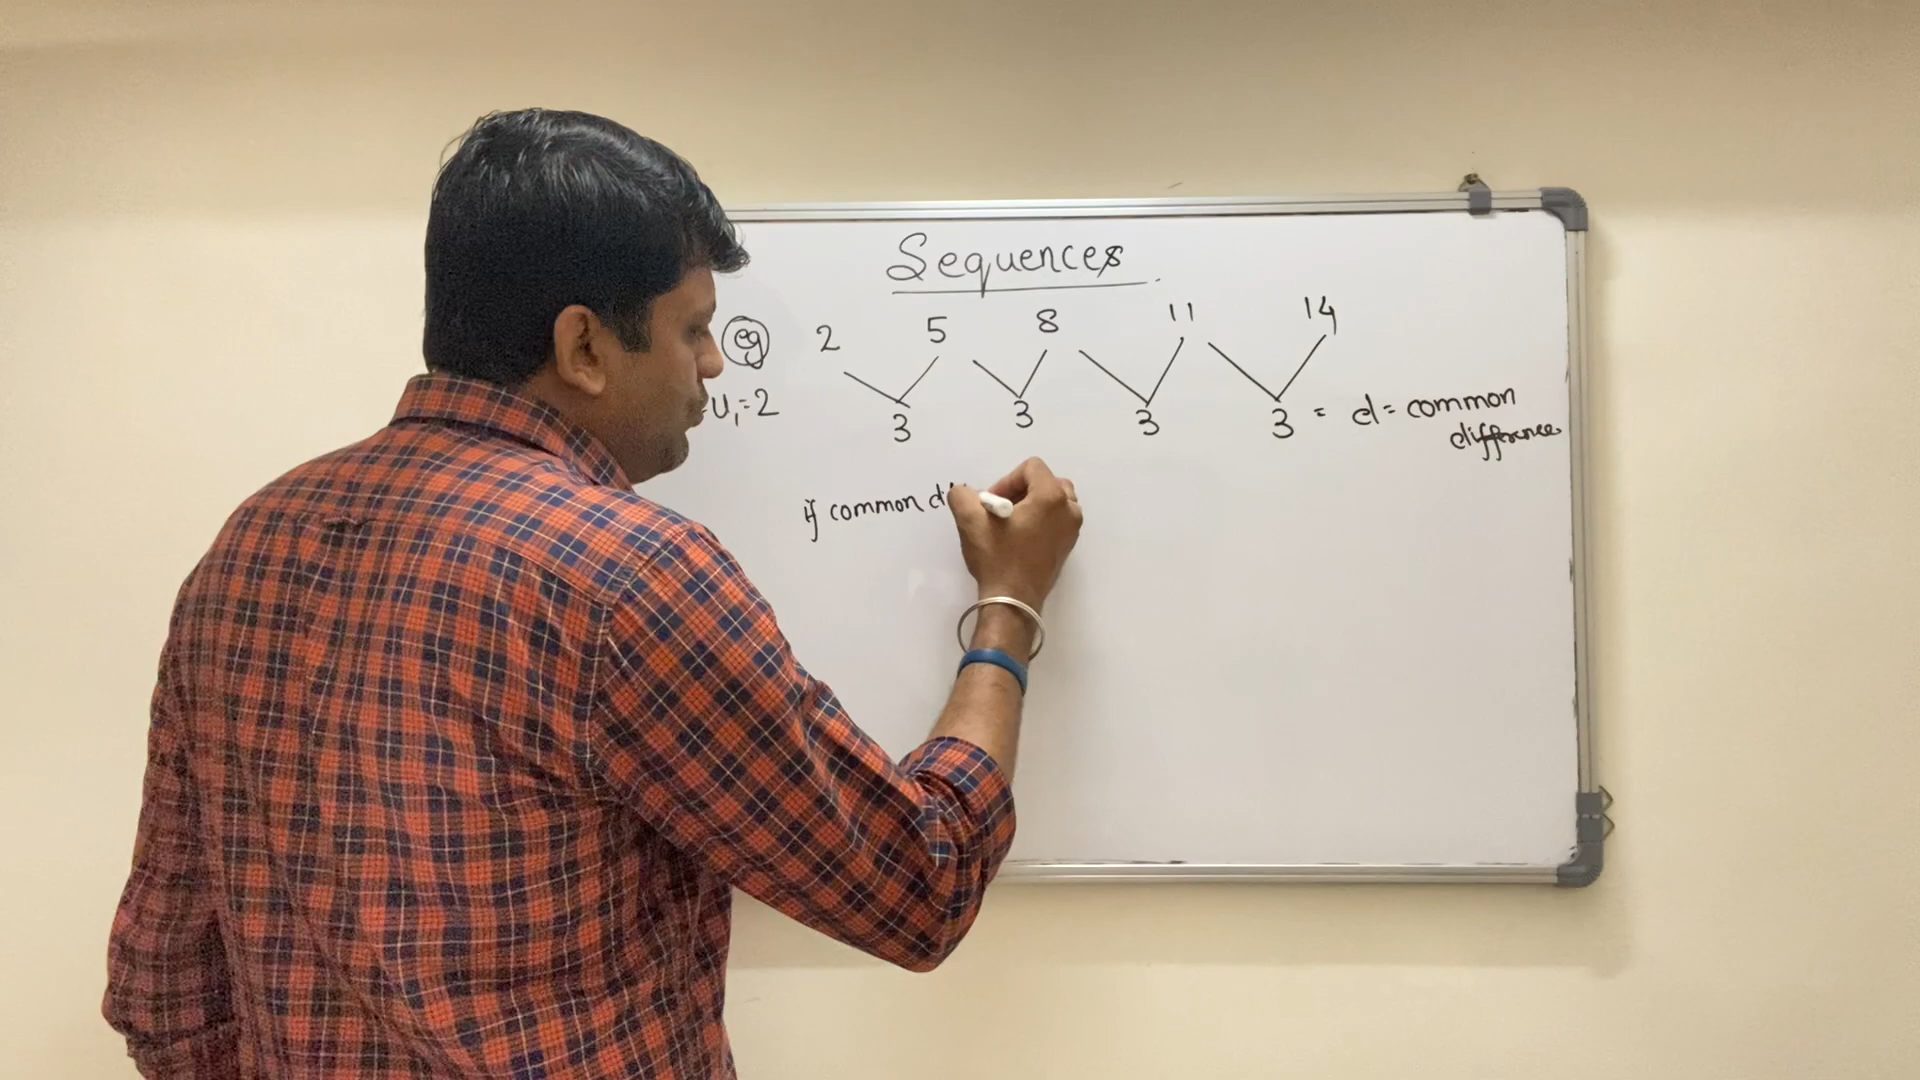 Sequences
eg 2 5 8 11 14
U₁=2 3 3 3 3 = d= common
difference
if common di